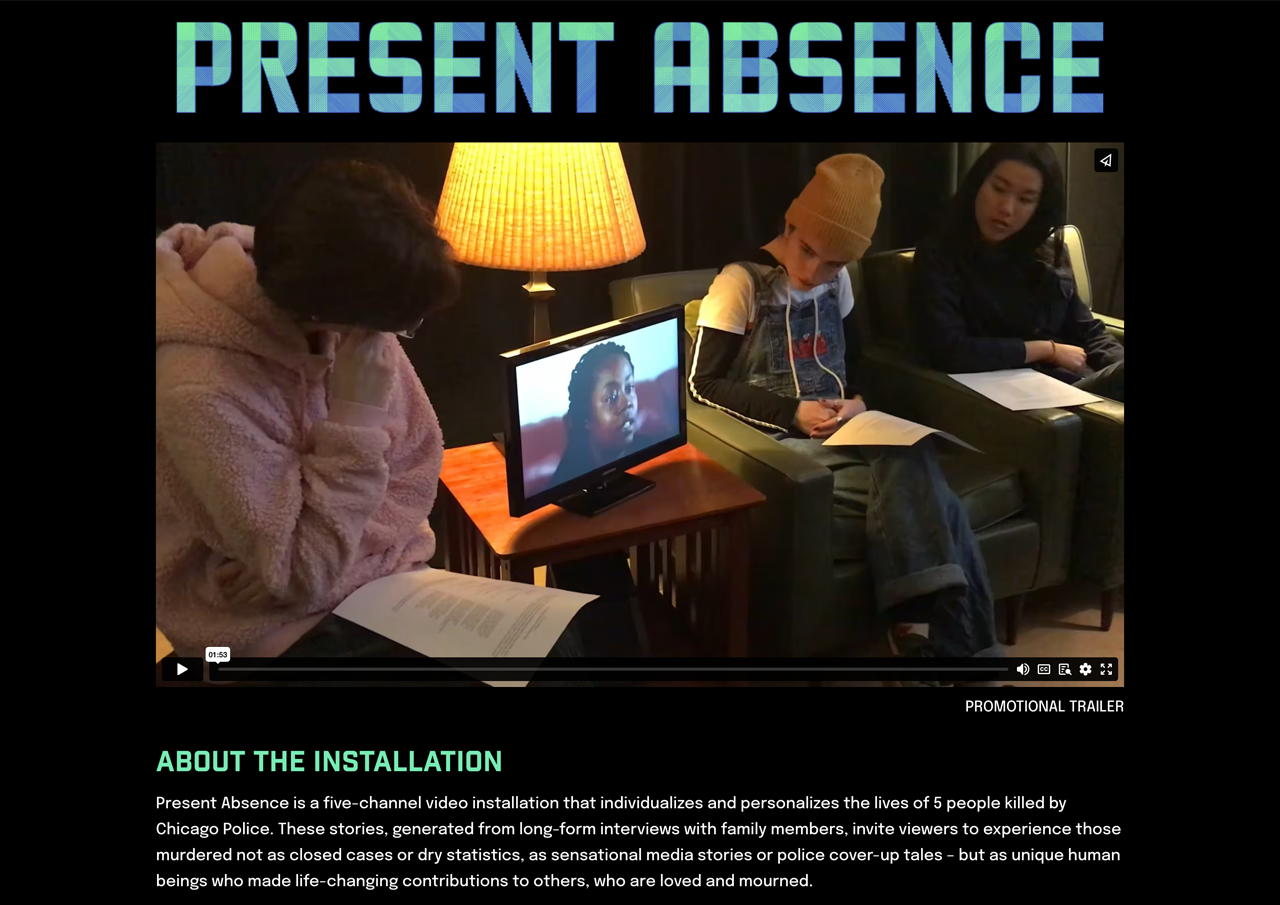 PRESENT ABSENCE
01:53
CC
PROMOTIONAL TRAILER
ABOUT THE INSTALLATION
Present Absence is a five-channel video installation that individualizes and personalizes the lives of 5 people killed by
Chicago Police. These stories, generated from long-form interviews with family members, invite viewers to experience those
murdered not as closed cases or dry statistics, as sensational media stories or police cover-up tales – but as unique human
beings who made life-changing contributions to others, who are loved and mourned.